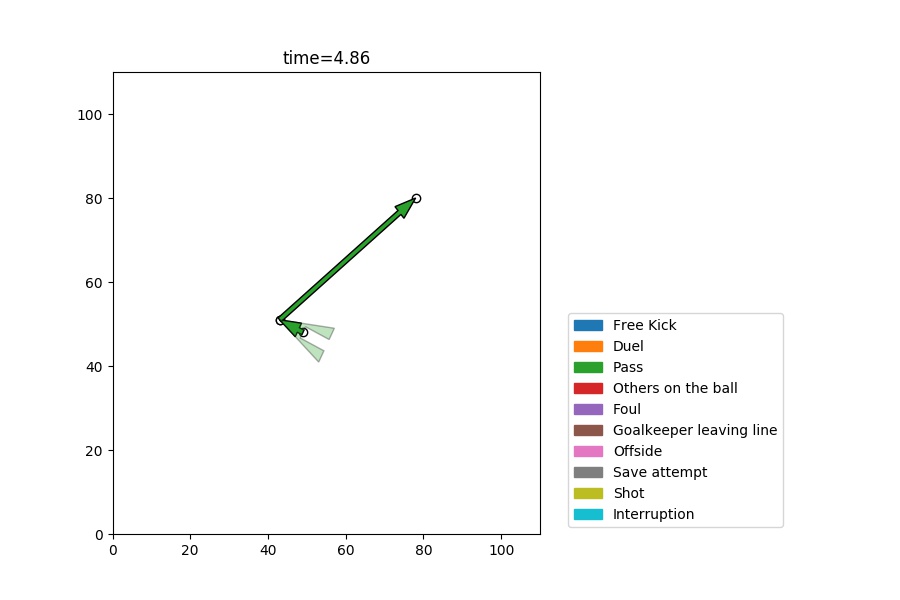 time=4.86
100
80
60
40
20
0
0 20 40 60 80 100
Free Kick
Duel
Pass
Others on the ball
Foul
Goalkeeper leaving line
Offside
Save attempt
Shot
Interruption